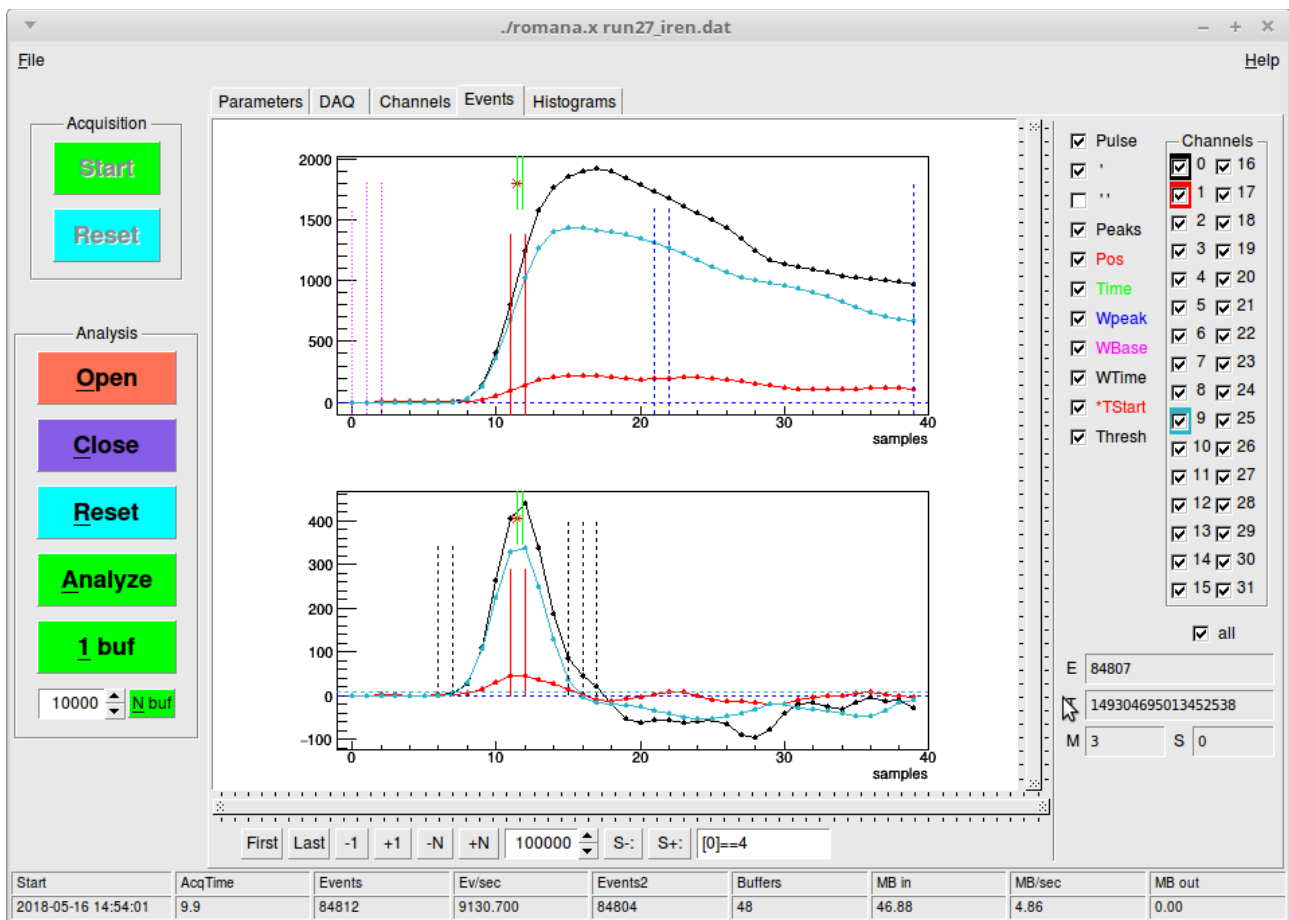 ./romana.x run27_iren.dat
File Help
Parameters DAQ Channels Events Histograms
Acquisition
Start
Reset
Analysis
Open
Close
Reset
Analyze
1 buf
10000 N buf
2000
1500
1000
500
0
0 10 20 30 40
samples
400
300
200
100
0
−100
0 10 20 30 40
samples
First Last -1 +1 -N +N 100000 S-: S+: [0]==4
Pulse
'
''
Peaks
Pos
Time
Wpeak
WBase
WTime
*TStart
Thresh
Channels
0 16
1 17
2 18
3 19
4 20
5 21
6 22
7 23
8 24
9 25
10 26
11 27
12 28
13 29
14 30
15 31
all
E 84807
149304695013452538
M 3 S 0
Start AcqTime Events Ev/sec Events2 Buffers MB in MB/sec MB out
2018-05-16 14:54:01 9.9 84812 9130.700 84804 48 46.88 4.86 0.00